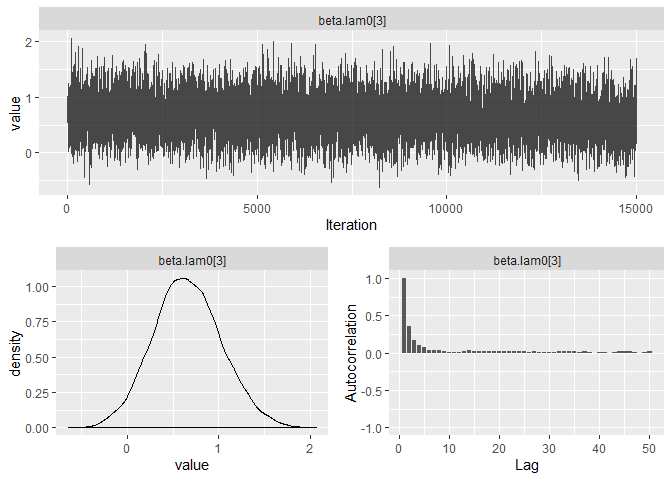 beta.lam0[3]
value
2
1
0
0
5000
10000
15000
Iteration
beta.lam0[3]
density
1.00
0.75
0.50
0.25
0.00
0
1
2
value
beta.lam0[3]
Autocorrelation
1.0
0.5
0.0
-0.5
-1.0
0
10
20
30
40
50
Lag